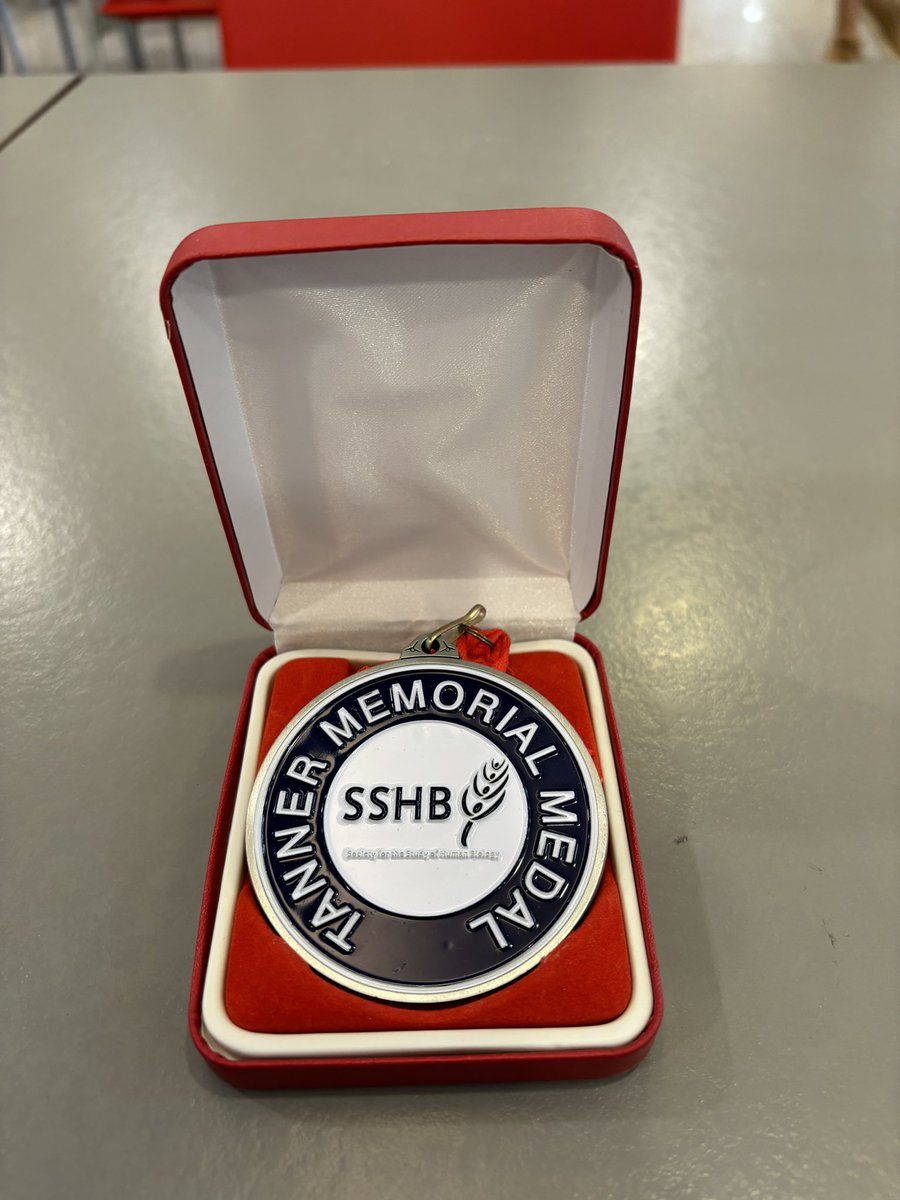 TANNER MEMORIAL MEDAL
SSHB
Society for the Study of Human Biology